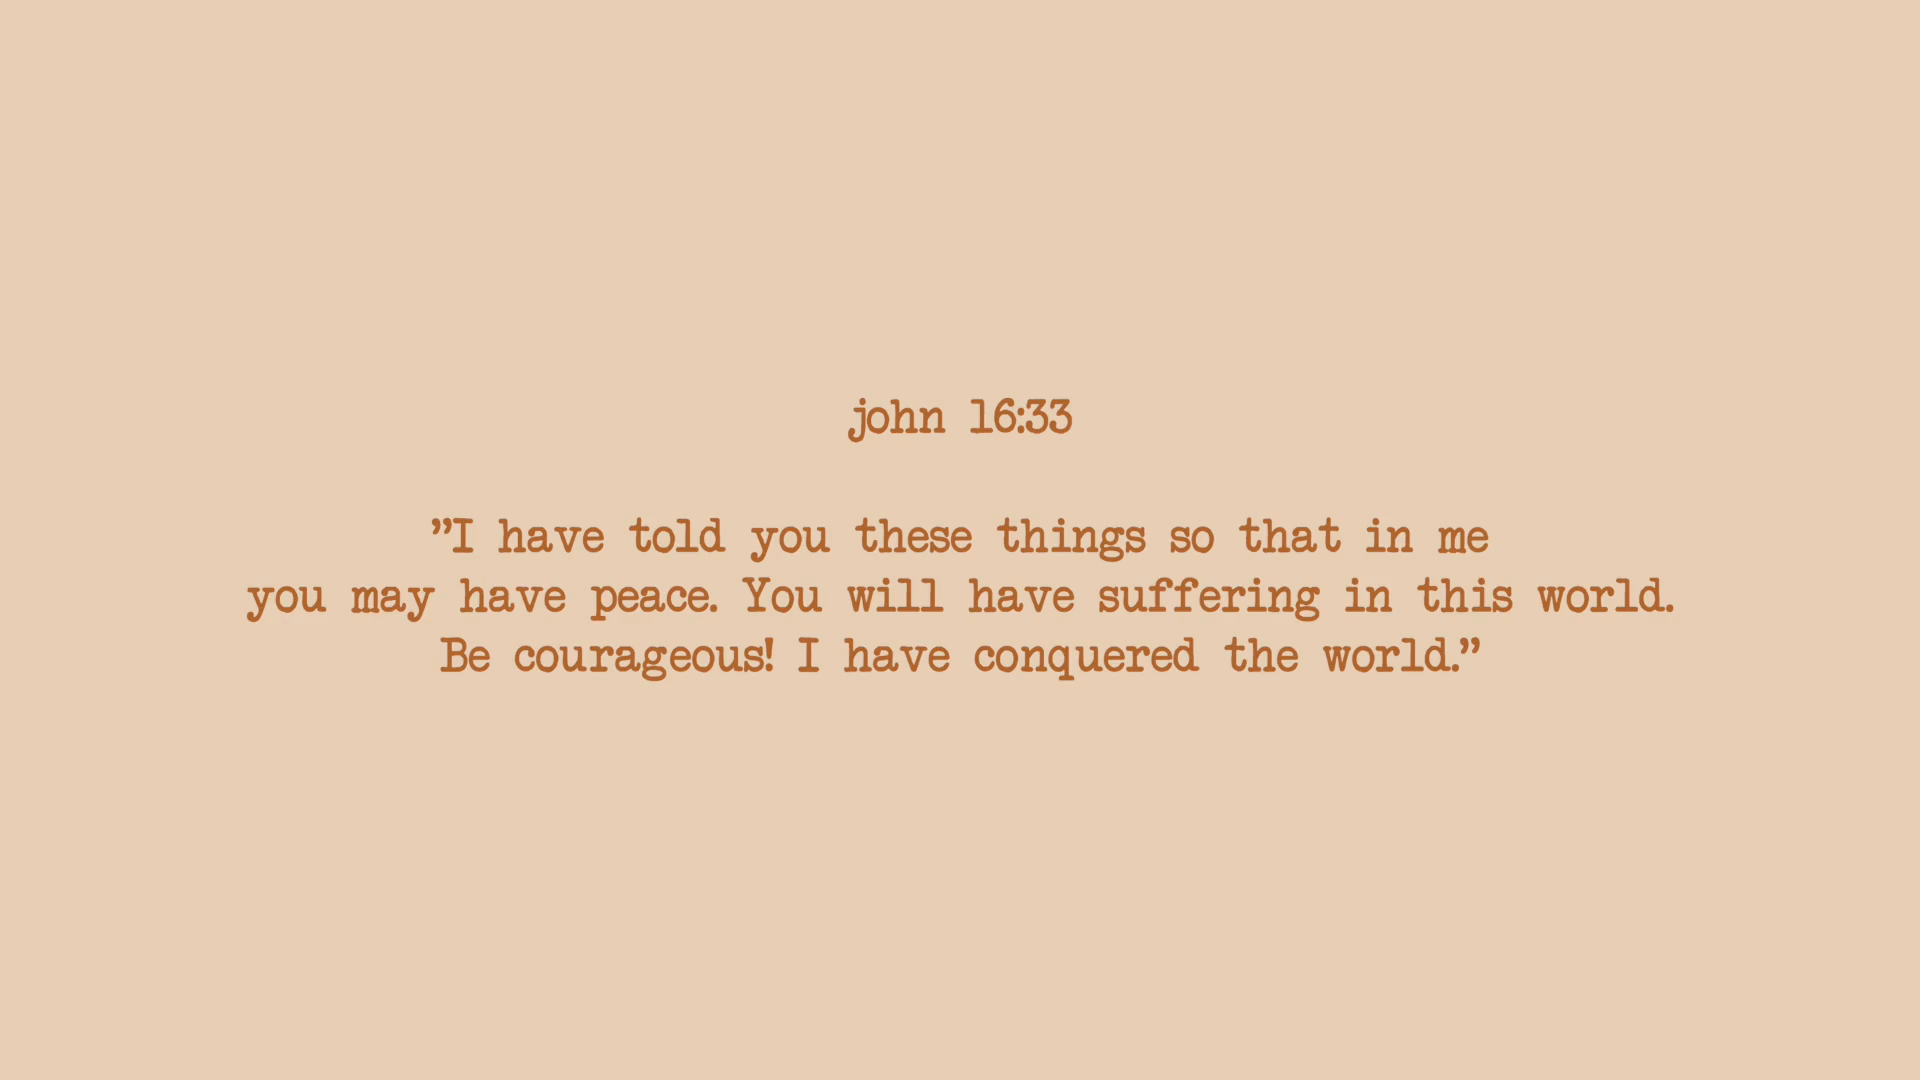 john 16:33
”I have told you these things so that in me
you may have peace. You will have suffering in this world.
Be courageous! I have conquered the world.”